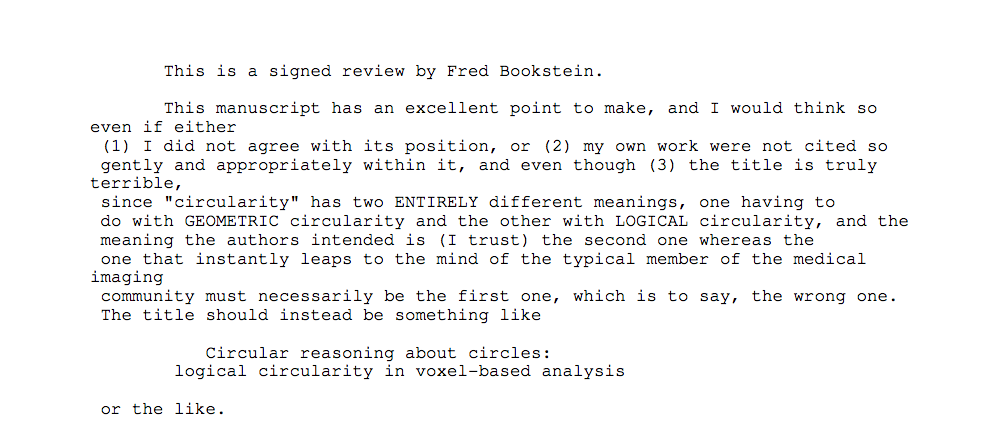 This is a signed review by Fred Bookstein.
This manuscript has an excellent point to make, and I would think so
even if either
(1) I did not agree with its position, or (2) my own work were not cited so
gently and appropriately within it, and even though (3) the title is truly
terrible,
since "circularity" has two ENTIRELY different meanings, one having to
do with GEOMETRIC circularity and the other with LOGICAL circularity, and the
meaning the authors intended is (I trust) the second one whereas the
one that instantly leaps to the mind of the typical member of the medical
imaging
community must necessarily be the first one, which is to say, the wrong one.
The title should instead be something like
Circular reasoning about circles:
logical circularity in voxel-based analysis
or the like.